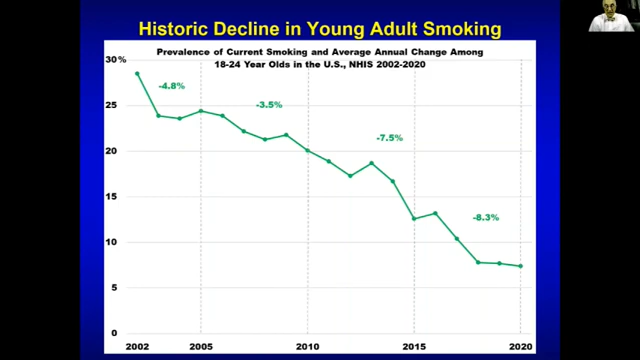 Historic Decline in Young Adult Smoking
Prevalence of Current Smoking and Average Annual Change Among
18-24 Year Olds in the U.S., NHIS 2002-2020
30%
25
20
15
10
5
0
-4.8%
-3.5%
-7.5%
-8.3%
2002 2005 2010 2015 2020